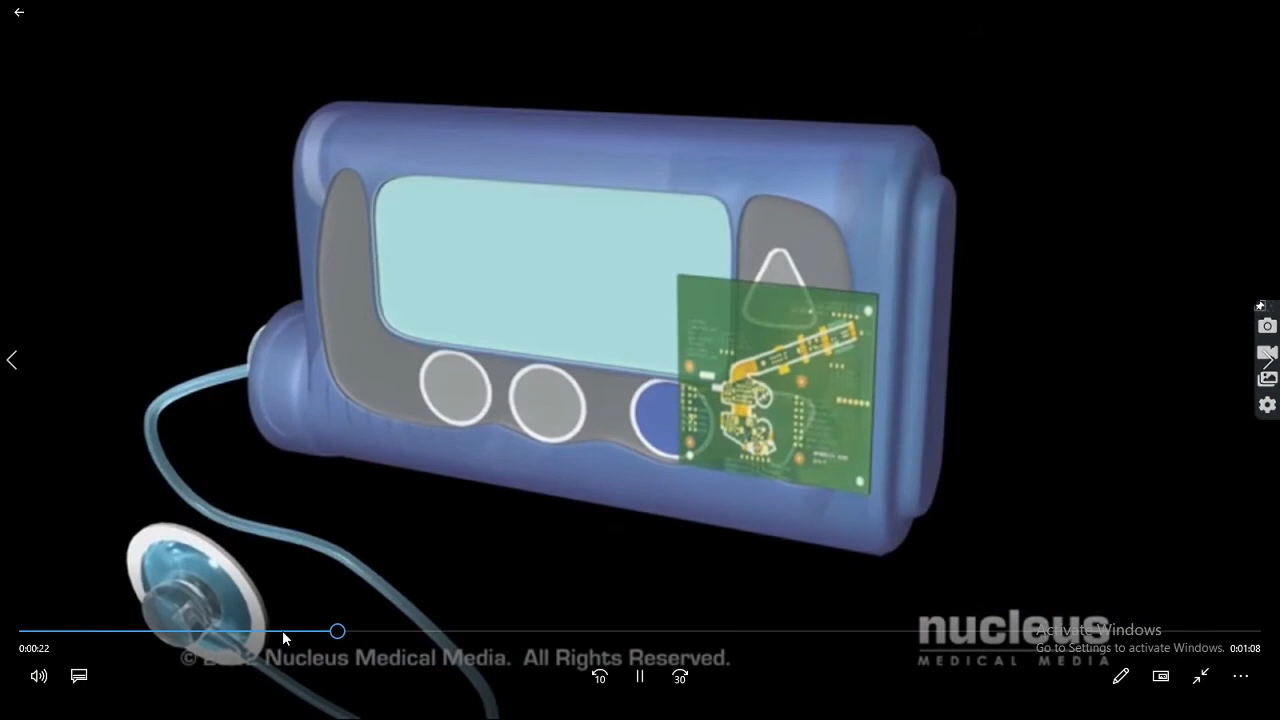 nucleus
MEDICAL MEDIA
Nucleus Medical Media. All Rights Reserved.
Activate Windows
Go to Settings to activate Windows.
0:00:22
0:01:08
10
30